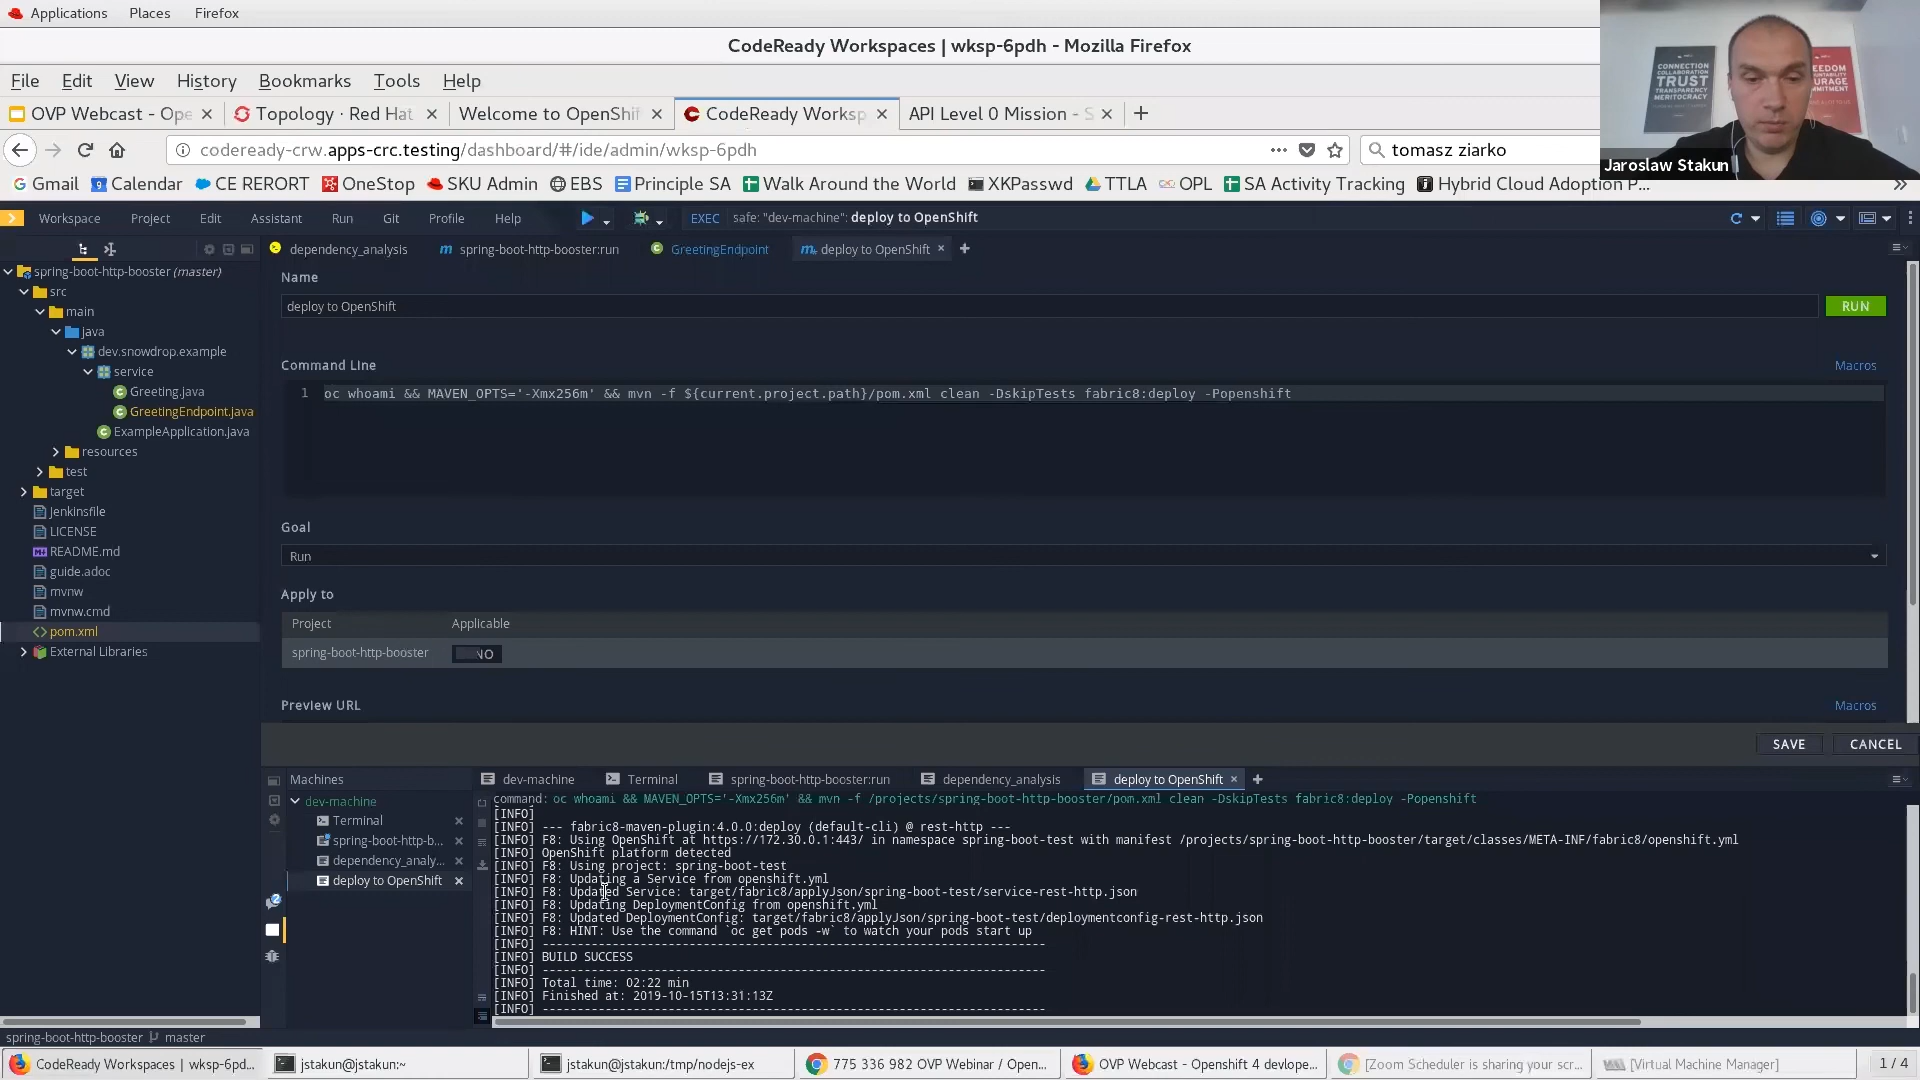 Applications Places Firefox
CodeReady Workspaces | wksp-6pdh - Mozilla Firefox
File Edit View History Bookmarks Tools Help
OVP Webcast - Ope Topology · Red Hat Welcome to OpenShif CodeReady Worksp API Level 0 Mission - S
codeready-crw.apps-crc.testing/dashboard/#/ide/admin/wksp-6pdh
tomasz ziarko
CONNECTION
COLLABORATION
TRUST
TRANSPARENCY
MERITOCRACY
Jaroslaw Stakun
Gmail Calendar CE RERORT OneStop SKU Admin EBS Principle SA Walk Around the World XKPasswd TTLA OPL SA Activity Tracking Hybrid Cloud Adoption P...
Workspace Project Edit Assistant Run Git Profile Help EXEC safe: "dev-machine": deploy to OpenShift
dependency_analysis spring-boot-http-booster:run GreetingEndpoint deploy to OpenShift
spring-boot-http-booster (master)
src
main
java
dev.snowdrop.example
service
Greeting.java
GreetingEndpoint.java
ExampleApplication.java
resources
test
target
Jenkinsfile
LICENSE
README.md
guide.adoc
mvnw
mvnw.cmd
pom.xml
External Libraries
Name
deploy to OpenShift
RUN
Command Line Macros
1 oc whoami && MAVEN_OPTS='-Xmx256m' && mvn -f ${current.project.path}/pom.xml clean -DskipTests fabric8:deploy -Popenshift
Goal
Run
Apply to
Project Applicable
spring-boot-http-booster NO
Preview URL Macros
SAVE CANCEL
Machines
dev-machine
Terminal
spring-boot-http-b...
dependency_analy...
deploy to OpenShift
2
dev-machine Terminal spring-boot-http-booster:run dependency_analysis deploy to OpenShift
command: oc whoami && MAVEN_OPTS='-Xmx256m' && mvn -f /projects/spring-boot-http-booster/pom.xml clean -DskipTests fabric8:deploy -Popenshift
[INFO]
[INFO] --- fabric8-maven-plugin:4.0.0:deploy (default-cli) @ rest-http ---
[INFO] F8: Using OpenShift at https://172.30.0.1:443/ in namespace spring-boot-test with manifest /projects/spring-boot-http-booster/target/classes/META-INF/fabric8/openshift.yml
[INFO] OpenShift platform detected
[INFO] F8: Using project: spring-boot-test
[INFO] F8: Updating a Service from openshift.yml
[INFO] F8: Updated Service: target/fabric8/applyJson/spring-boot-test/service-rest-http.json
[INFO] F8: Updating DeploymentConfig from openshift.yml
[INFO] F8: Updated DeploymentConfig: target/fabric8/applyJson/spring-boot-test/deploymentconfig-rest-http.json
[INFO] F8: HINT: Use the command `oc get pods -w` to watch your pods start up
[INFO] ------------------------------------------------------------------------
[INFO] BUILD SUCCESS
[INFO] ------------------------------------------------------------------------
[INFO] Total time: 02:22 min
[INFO] Finished at: 2019-10-15T13:31:13Z
[INFO] ------------------------------------------------------------------------
spring-boot-http-booster master
CodeReady Workspaces | wksp-6pd... jstakun@jstakun:~ jstakun@jstakun:/tmp/nodejs-ex 775 336 982 OVP Webinar / Open... OVP Webcast - Openshift 4 devlope... [Zoom Scheduler is sharing your scr... [Virtual Machine Manager] 1 / 4